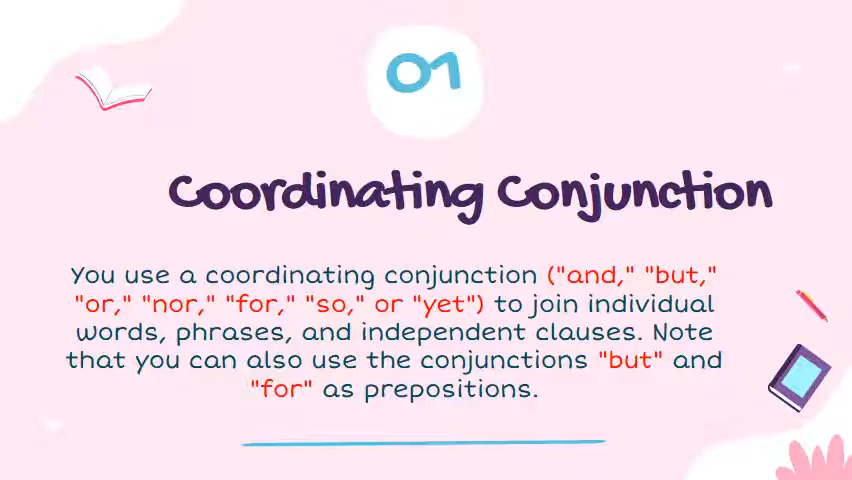 01
Coordinating Conjunction
You use a coordinating conjunction ("and," "but,"
"or," "nor," "for," "so," or "yet") to join individual
words, phrases, and independent clauses. Note
that you can also use the conjunctions "but" and
"for" as prepositions.